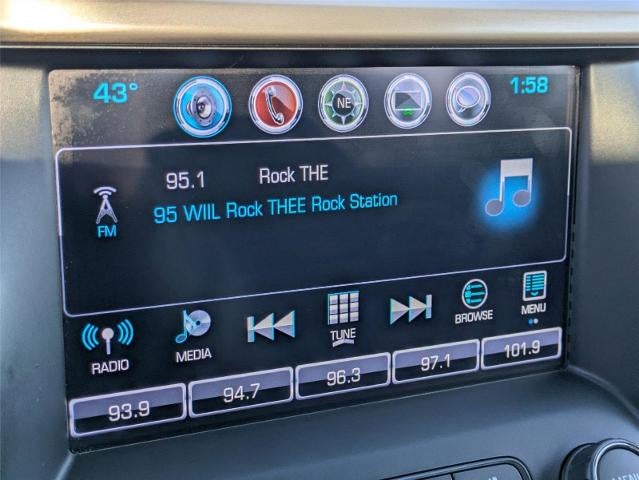 43°
NE
1:58
95.1 Rock THE
FM
95 WIIL Rock THEE Rock Station
RADIO
MEDIA
TUNE
BROWSE
MENU
93.9
94.7
96.3
97.1
101.9